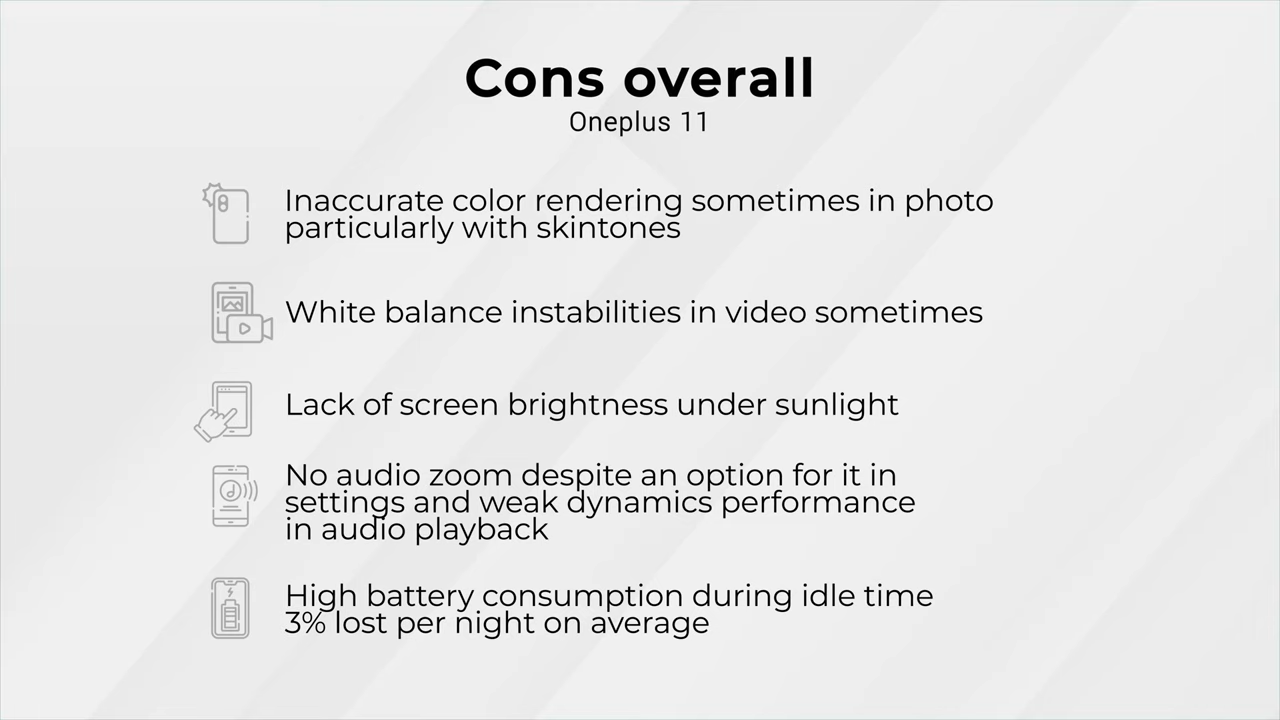 Cons overall
Oneplus 11
Inaccurate color rendering sometimes in photo
particularly with skintones
White balance instabilities in video sometimes
Lack of screen brightness under sunlight
No audio zoom despite an option for it in
settings and weak dynamics performance
in audio playback
High battery consumption during idle time
3% lost per night on average